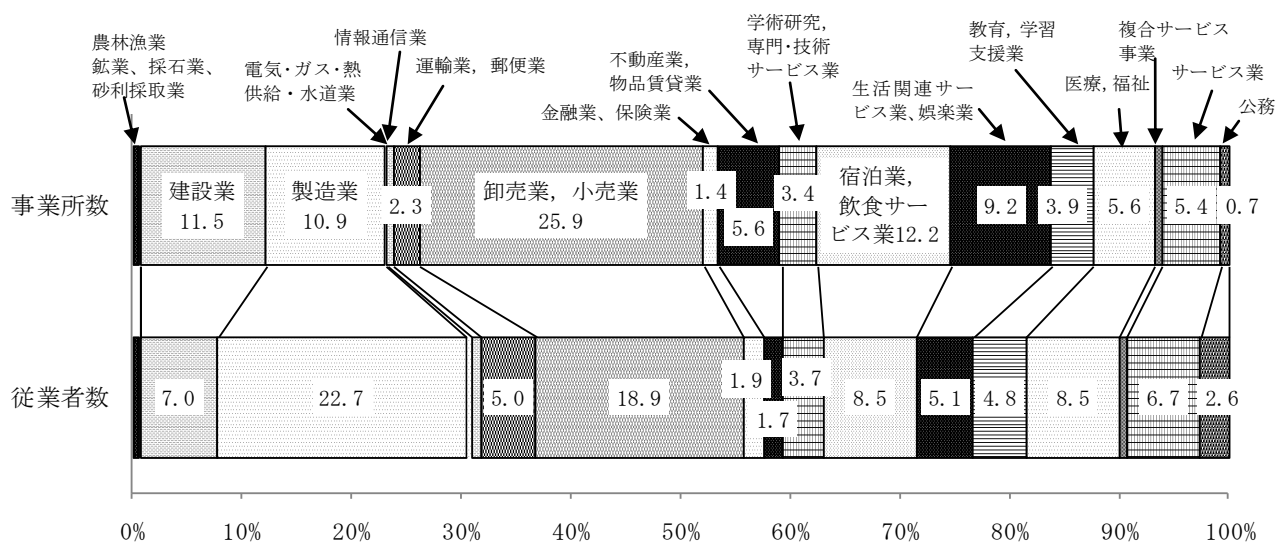 農林漁業
鉱業、採石業、
砂利採取業
電気・ガス・熱
供給・水道業
情報通信業
運輸業，郵便業
金融業、保険業
不動産業，
物品賃貸業
学術研究，
専門・技術
サービス業
生活関連サー
ビス業、娯楽業
教育，学習
支援業
医療，福祉
複合サービス
事業
サービス業
公務
事業所数
建設業
11.5
製造業
10.9
2.3
卸売業，小売業
25.9
1.4
5.6
3.4
宿泊業，
飲食サー
ビス業12.2
9.2
3.9
5.6
5.4
0.7
従業者数
7.0
22.7
5.0
18.9
1.9
1.7
3.7
8.5
5.1
4.8
8.5
6.7
2.6
0%
10%
20%
30%
40%
50%
60%
70%
80%
90%
100%